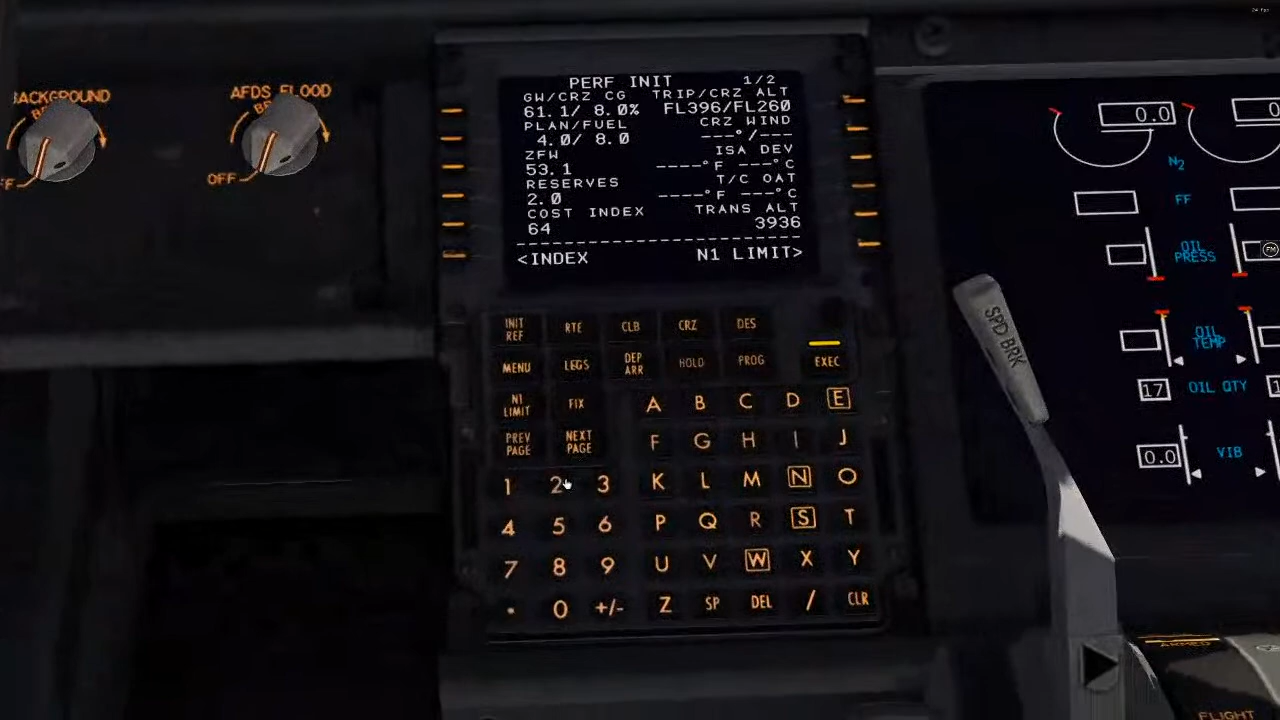 24 fps
BACKGROUND
AFDS FLOOD
OFF
PERF INIT 1/2
GW/CRZ CG TRIP/CRZ ALT
61.1/ 8.0% FL396/FL260
PLAN/FUEL CRZ WIND
4.0/ 8.0 ---°/---
ZFW ISA DEV
53.1 ----°F ---°C
RESERVES T/C OAT
2.0 ----°F ---°C
COST INDEX TRANS ALT
64 3936
<INDEX N1 LIMIT>
INIT REF RTE CLB CRZ DES
MENU LEGS DEP ARR HOLD PROG EXEC
N1 LIMIT FIX A B C D E
PREV PAGE NEXT PAGE F G H I J
1 2 3 K L M N O
4 5 6 P Q R S T
7 8 9 U V W X Y
. 0 +/- Z SP DEL / CLR
0.0
N2
FF
OIL PRESS
OIL TEMP
17 OIL QTY
0.0 VIB
SPD BRK
ARMED
FLIGHT